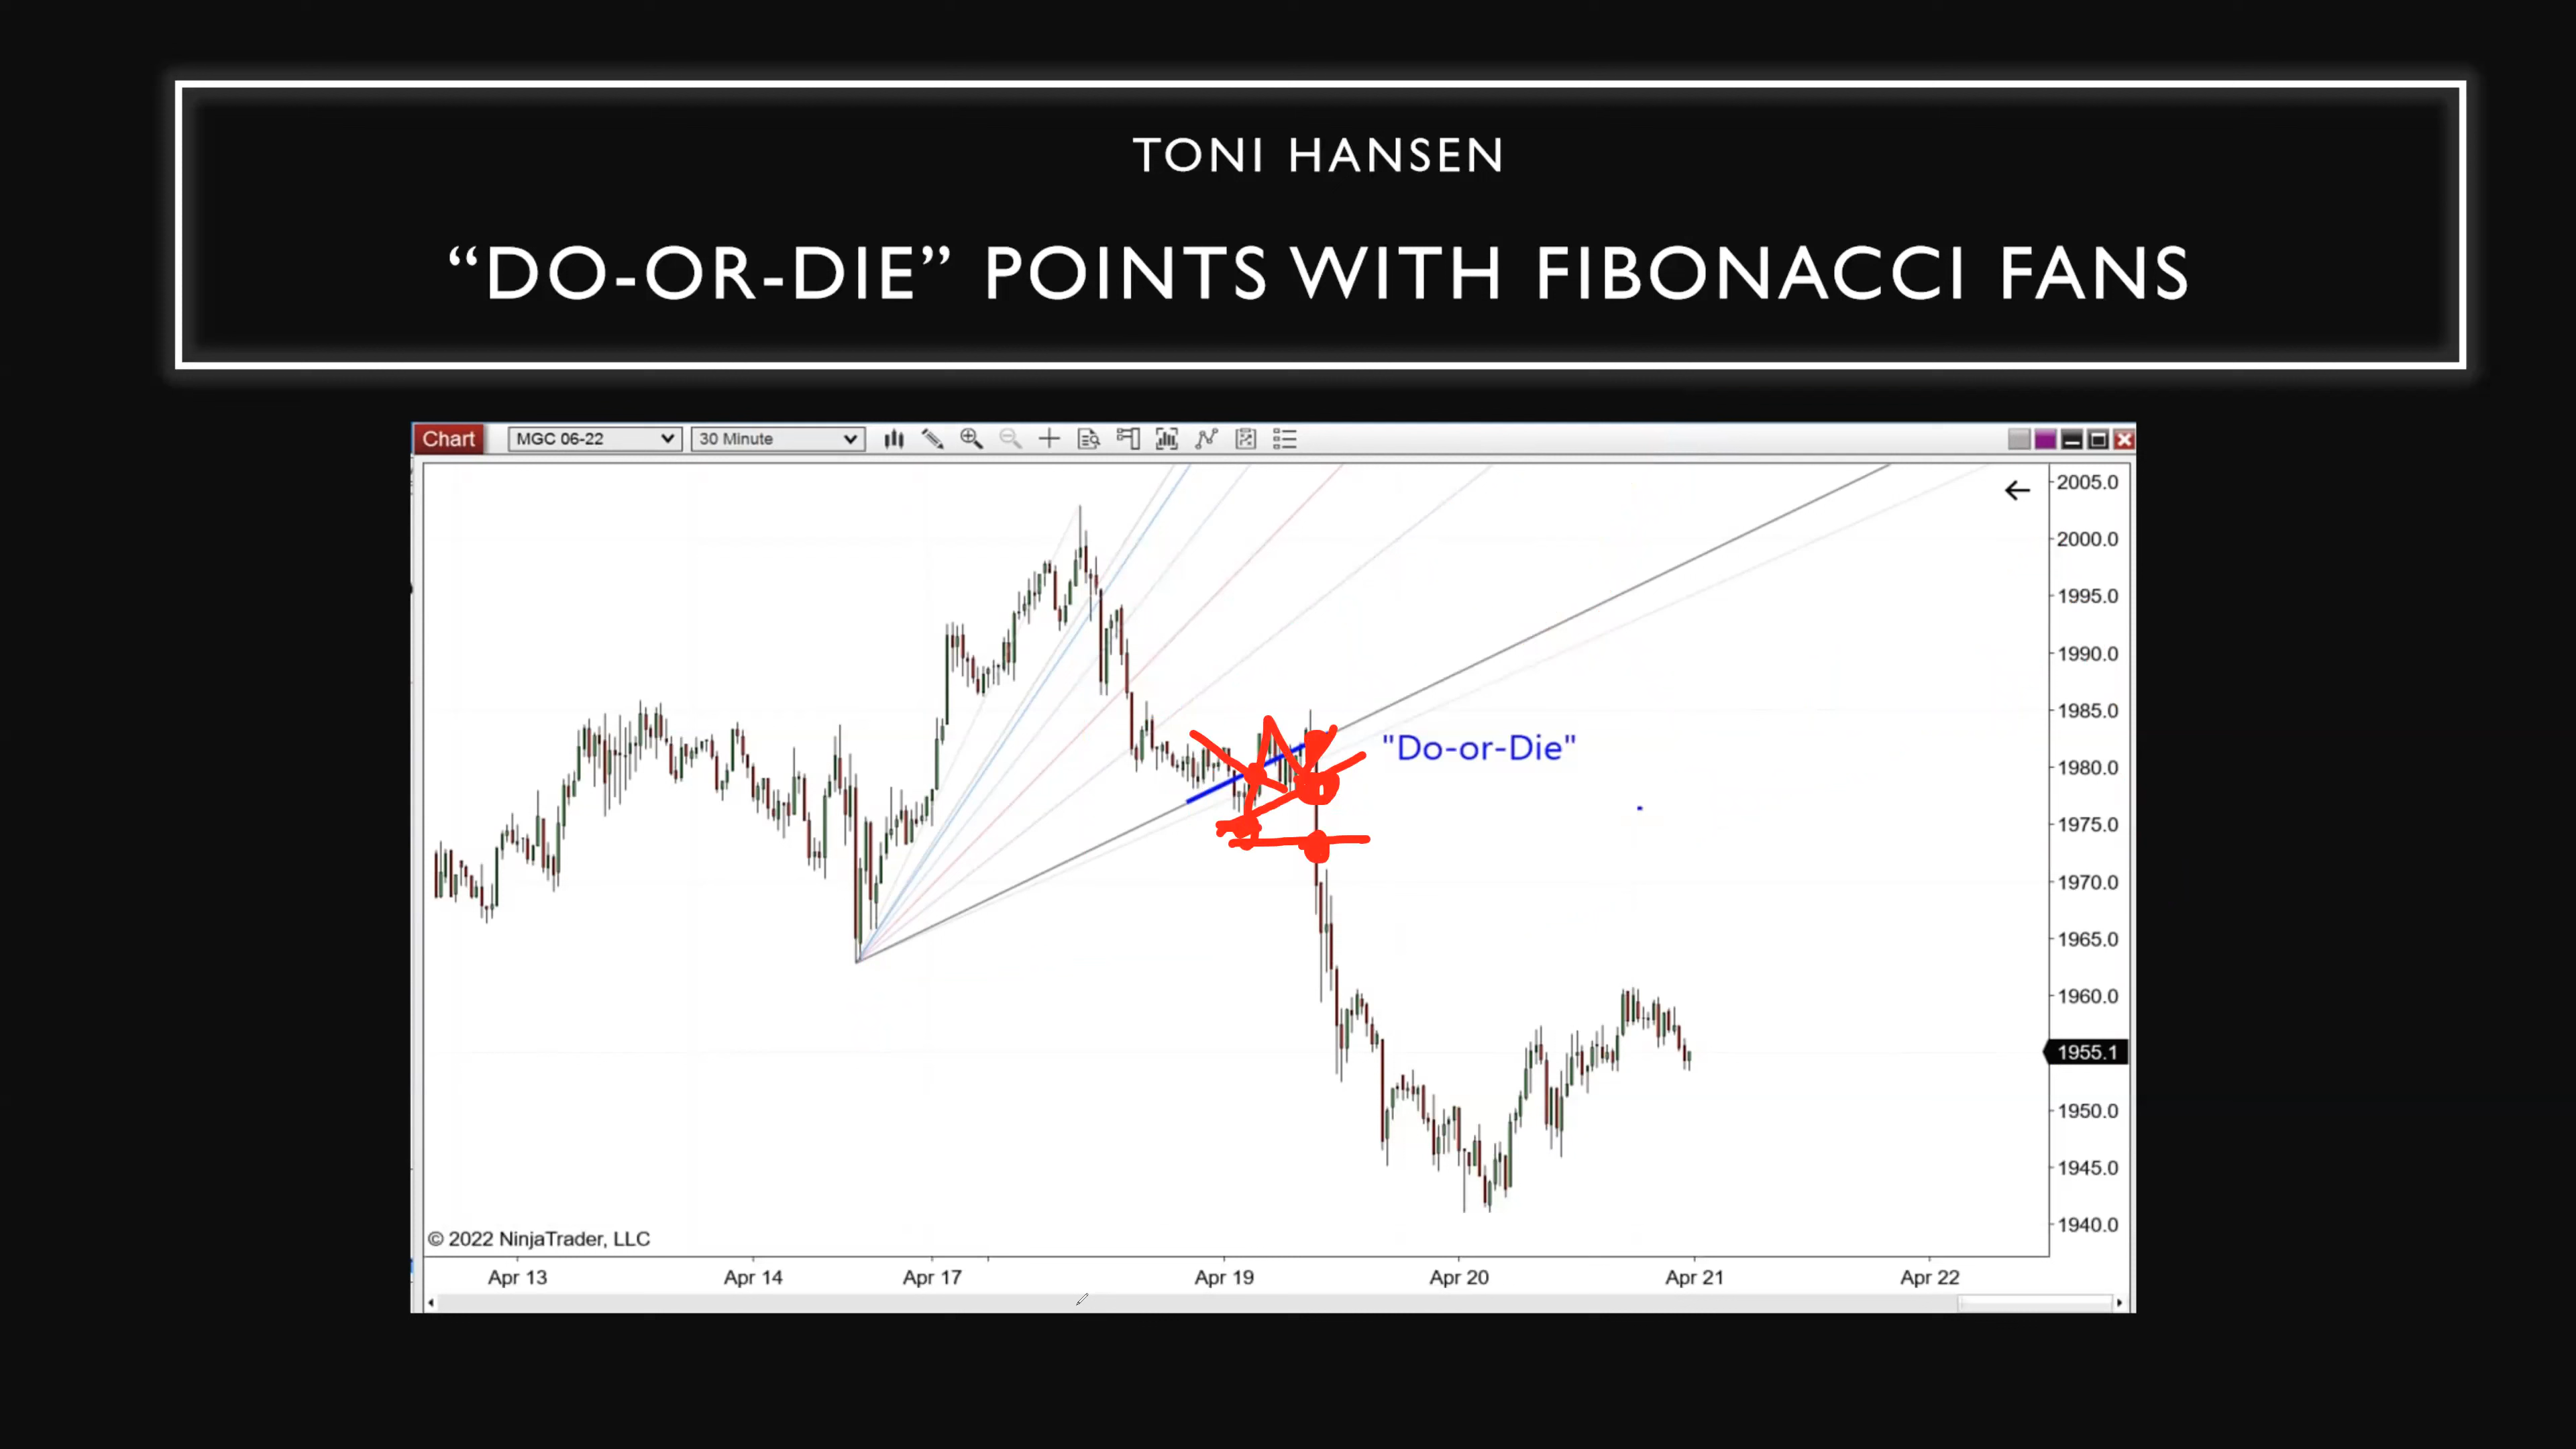 TONI HANSEN
“DO-OR-DIE” POINTS WITH FIBONACCI FANS
Chart MGC 06-22 30 Minute
2005.0
2000.0
1995.0
1990.0
1985.0
"Do-or-Die"
1980.0
1975.0
1970.0
1965.0
1960.0
1955.1
1950.0
1945.0
1940.0
© 2022 NinjaTrader, LLC
Apr 13 Apr 14 Apr 17 Apr 19 Apr 20 Apr 21 Apr 22